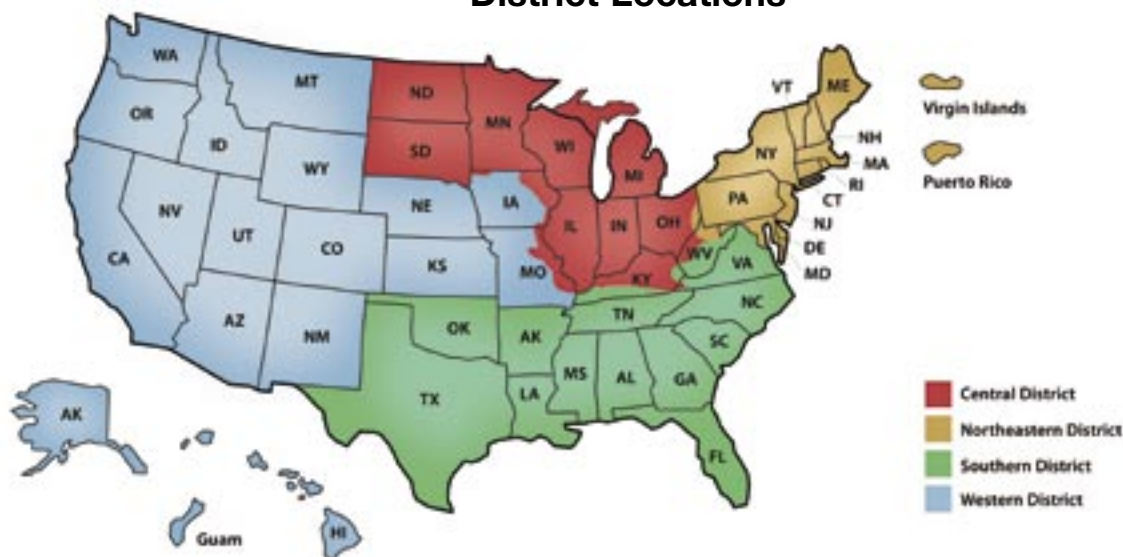 District Locations
WA
MT
ND
MN
VT
ME
Virgin Islands
OR
ID
SD
WI
NY
NH
MA
WY
MI
RI
Puerto Rico
CT
NV
NE
IA
PA
NJ
UT
IL
IN
OH
DE
CA
CO
KS
MO
WV
VA
MD
KY
AZ
NM
OK
AK
TN
NC
SC
TX
LA
MS
AL
GA
AK
FL
Central District
Northeastern District
Southern District
Western District
Guam
HI